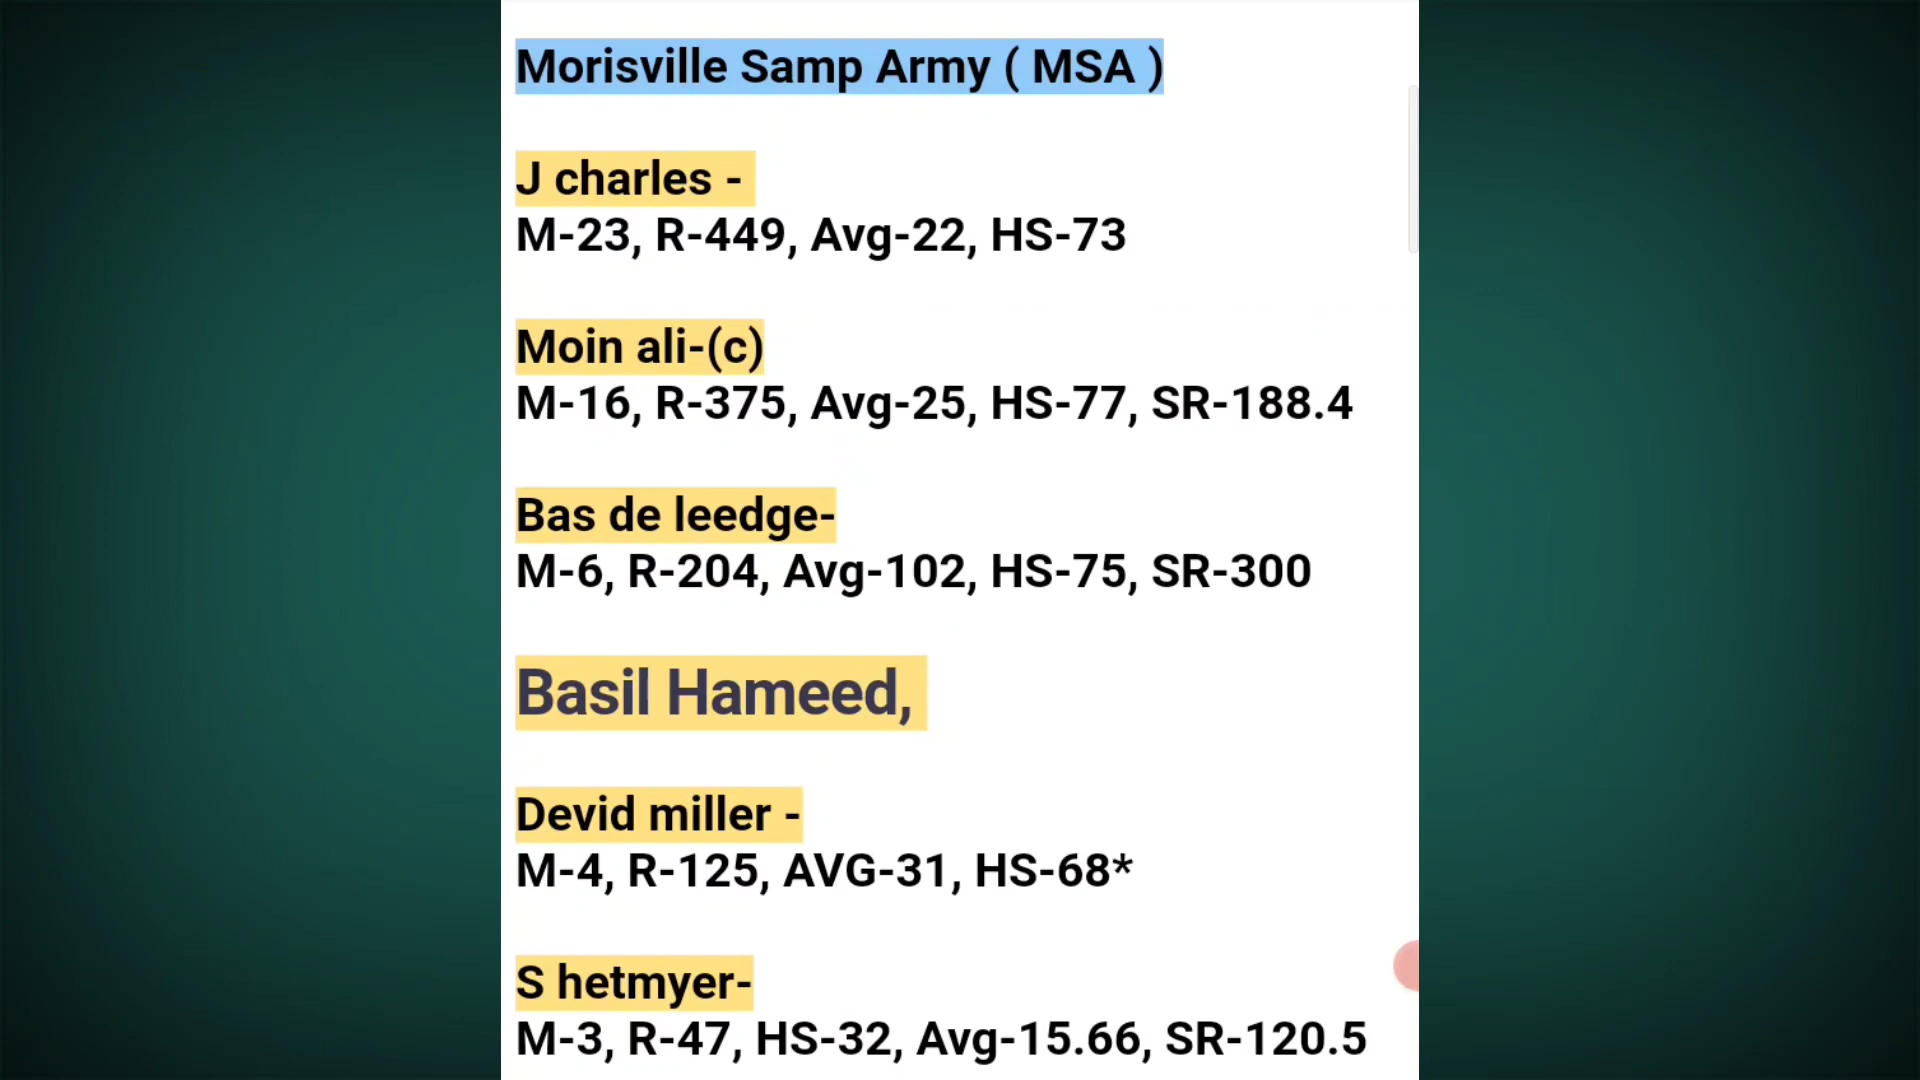 Morisville Samp Army ( MSA )
J charles -
M-23, R-449, Avg-22, HS-73
Moin ali-(c)
M-16, R-375, Avg-25, HS-77, SR-188.4
Bas de leedge-
M-6, R-204, Avg-102, HS-75, SR-300
Basil Hameed,
Devid miller -
M-4, R-125, AVG-31, HS-68*
S hetmyer-
M-3, R-47, HS-32, Avg-15.66, SR-120.5